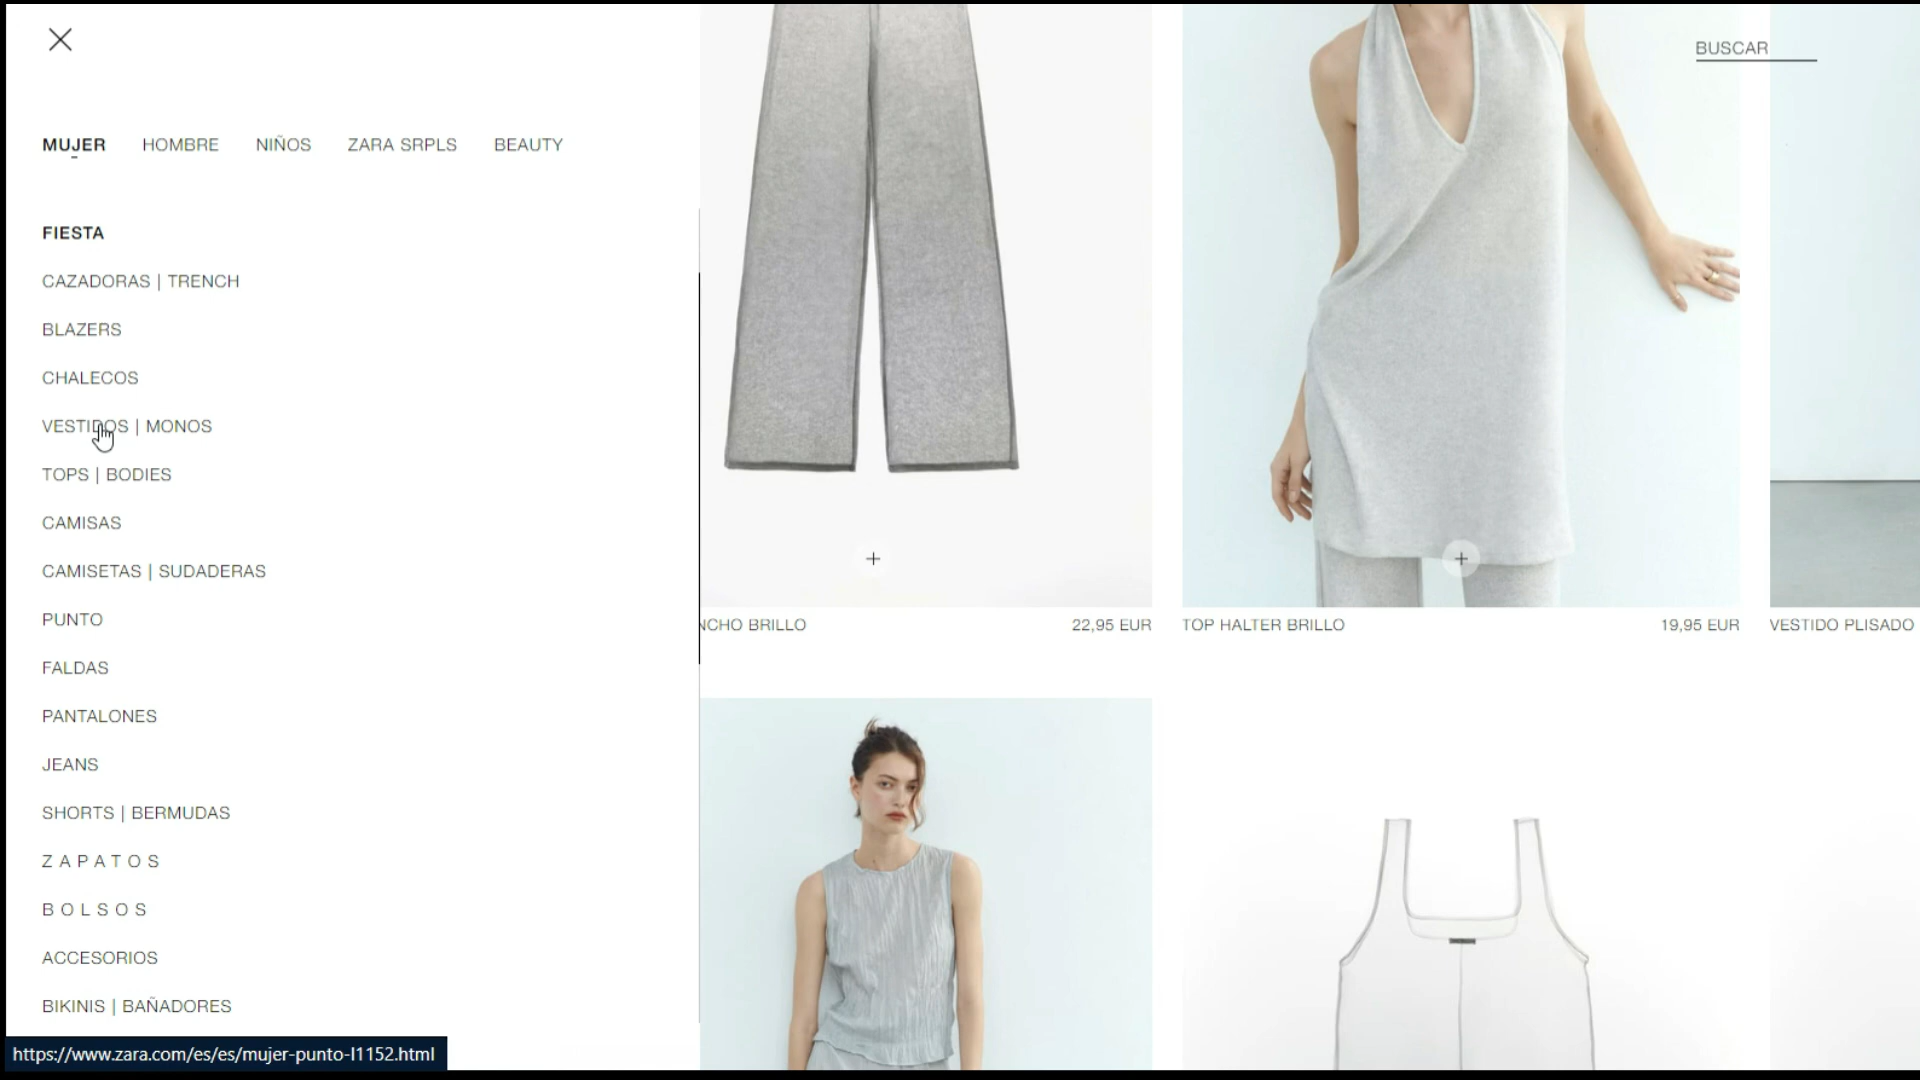 BUSCAR
MUJER HOMBRE NIÑOS ZARA SRPLS BEAUTY
FIESTA
CAZADORAS | TRENCH
BLAZERS
CHALECOS
VESTIDOS | MONOS
TOPS | BODIES
CAMISAS
CAMISETAS | SUDADERAS
PUNTO
FALDAS
PANTALONES
JEANS
SHORTS | BERMUDAS
Z A P A T O S
B O L S O S
ACCESORIOS
BIKINIS | BAÑADORES
NCHO BRILLO 22,95 EUR
TOP HALTER BRILLO 19,95 EUR
VESTIDO PLISADO
https://www.zara.com/es/es/mujer-punto-l1152.html